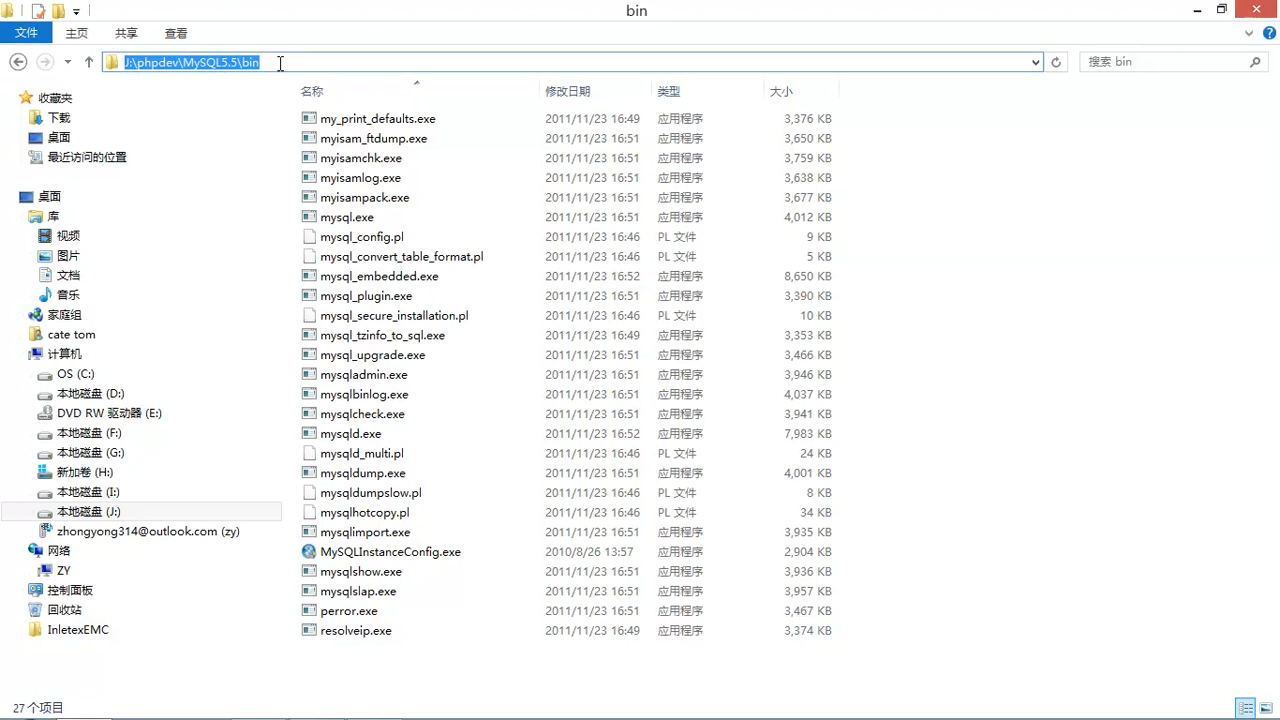 bin
文件 主页 共享 查看
J:\phpdev\MySQL5.5\bin 搜索 bin
收藏夹
下载
桌面
最近访问的位置
桌面
库
视频
图片
文档
音乐
家庭组
cate tom
计算机
OS (C:)
本地磁盘 (D:)
DVD RW 驱动器 (E:)
本地磁盘 (F:)
本地磁盘 (G:)
新加卷 (H:)
本地磁盘 (I:)
本地磁盘 (J:)
zhongyong314@outlook.com (zy)
网络
ZY
控制面板
回收站
InletexEMC
名称 修改日期 类型 大小
my_print_defaults.exe 2011/11/23 16:49 应用程序 3,376 KB
myisam_ftdump.exe 2011/11/23 16:51 应用程序 3,650 KB
myisamchk.exe 2011/11/23 16:51 应用程序 3,759 KB
myisamlog.exe 2011/11/23 16:51 应用程序 3,638 KB
myisampack.exe 2011/11/23 16:51 应用程序 3,677 KB
mysql.exe 2011/11/23 16:51 应用程序 4,012 KB
mysql_config.pl 2011/11/23 16:46 PL 文件 9 KB
mysql_convert_table_format.pl 2011/11/23 16:46 PL 文件 5 KB
mysql_embedded.exe 2011/11/23 16:52 应用程序 8,650 KB
mysql_plugin.exe 2011/11/23 16:51 应用程序 3,390 KB
mysql_secure_installation.pl 2011/11/23 16:46 PL 文件 10 KB
mysql_tzinfo_to_sql.exe 2011/11/23 16:49 应用程序 3,353 KB
mysql_upgrade.exe 2011/11/23 16:51 应用程序 3,466 KB
mysqladmin.exe 2011/11/23 16:51 应用程序 3,946 KB
mysqlbinlog.exe 2011/11/23 16:51 应用程序 4,037 KB
mysqlcheck.exe 2011/11/23 16:51 应用程序 3,941 KB
mysqld.exe 2011/11/23 16:52 应用程序 7,983 KB
mysqld_multi.pl 2011/11/23 16:46 PL 文件 24 KB
mysqldump.exe 2011/11/23 16:51 应用程序 4,001 KB
mysqldumpslow.pl 2011/11/23 16:46 PL 文件 8 KB
mysqlhotcopy.pl 2011/11/23 16:46 PL 文件 34 KB
mysqlimport.exe 2011/11/23 16:51 应用程序 3,935 KB
MySQLInstanceConfig.exe 2010/8/26 13:57 应用程序 2,904 KB
mysqlshow.exe 2011/11/23 16:51 应用程序 3,936 KB
mysqlslap.exe 2011/11/23 16:51 应用程序 3,957 KB
perror.exe 2011/11/23 16:51 应用程序 3,467 KB
resolveip.exe 2011/11/23 16:49 应用程序 3,374 KB
27 个项目